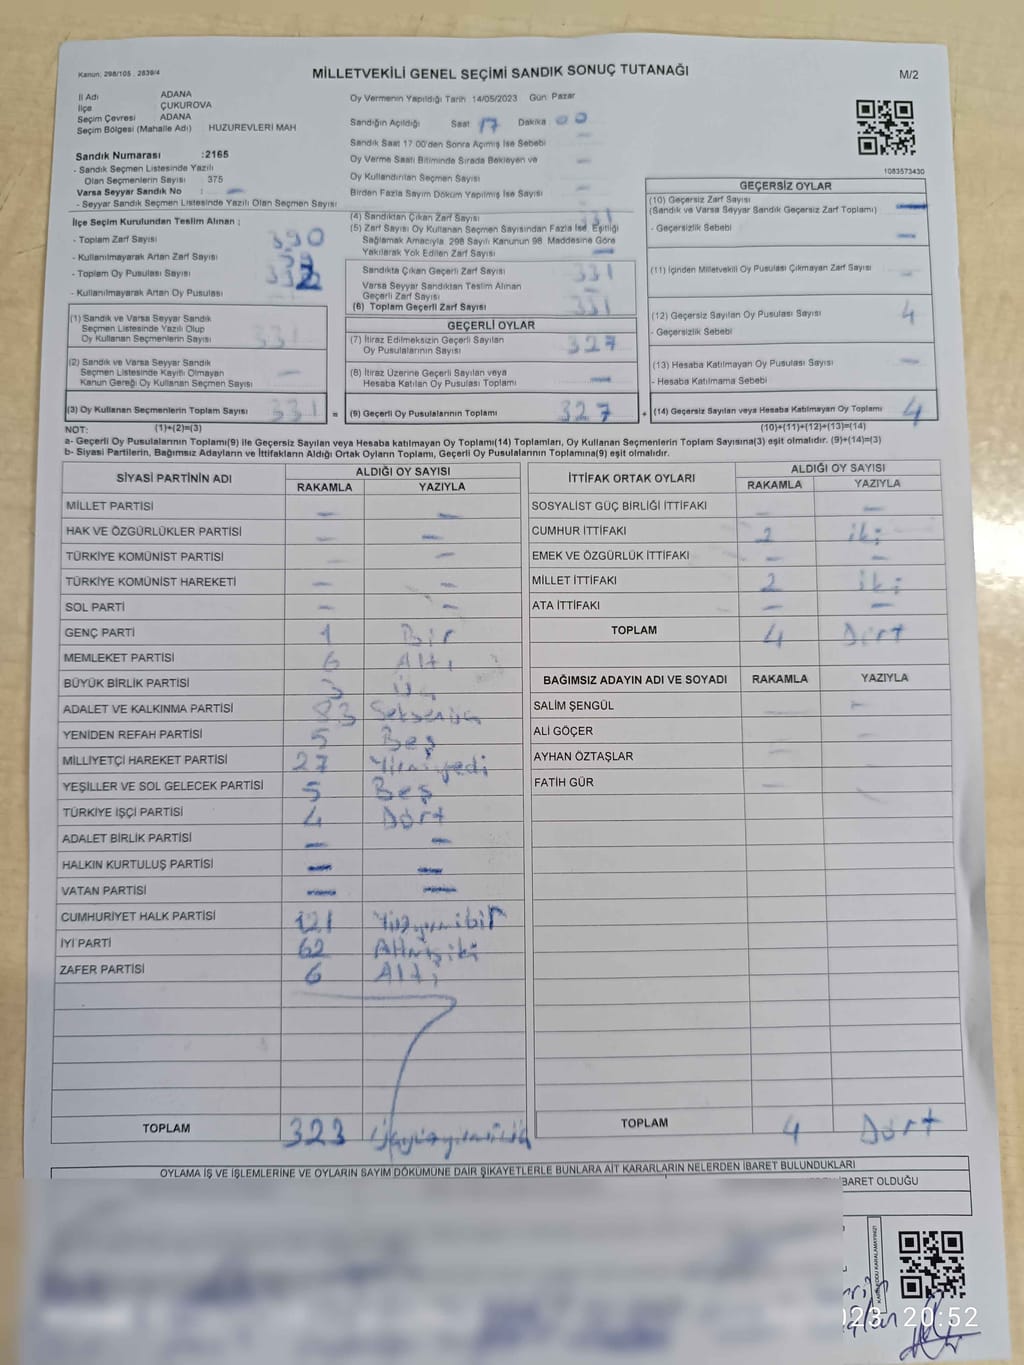 Kanun: 298/105 , 2839/4
MİLLETVEKİLİ GENEL SEÇİMİ SANDIK SONUÇ TUTANAĞI
M/2
İl Adı ADANA
İlçe ÇUKUROVA
Seçim Çevresi ADANA
Seçim Bölgesi (Mahalle Adı) HUZUREVLERİ MAH
Sandık Numarası :2165
- Sandık Seçmen Listesinde Yazılı
Olan Seçmenlerin Sayısı 375
Varsa Seyyar Sandık No : -
- Seyyar Sandık Seçmen Listesinde Yazılı Olan Seçmen Sayısı
Oy Vermenin Yapıldığı Tarih 14/05/2023 Gün: Pazar
Sandığın Açıldığı Saat 17 Dakika 00
Sandık Saat 17:00'den Sonra Açılmış İse Sebebi -
Oy Verme Saati Bitiminde Sırada Bekleyen ve -
Oy Kullandırılan Seçmen Sayısı -
Birden Fazla Sayım Döküm Yapılmış İse Sayısı -
1083573430
İlçe Seçim Kurulundan Teslim Alınan ;
- Toplam Zarf Sayısı 390
- Kullanılmayarak Artan Zarf Sayısı
- Toplam Oy Pusulası Sayısı
- Kullanılmayarak Artan Oy Pusulası
(1) Sandık ve Varsa Seyyar Sandık
Seçmen Listesinde Yazılı Olup
Oy Kullanan Seçmenlerin Sayısı 331
(2) Sandık ve Varsa Seyyar Sandık
Seçmen Listesinde Kayıtlı Olmayan
Kanun Gereği Oy Kullanan Seçmen Sayısı -
(3) Oy Kullanan Seçmenlerin Toplam Sayısı 331 =
(4) Sandıktan Çıkan Zarf Sayısı 331
(5) Zarf Sayısı Oy Kullanan Seçmen Sayısından Fazla İse, Eşitliği
Sağlamak Amacıyla 298 Sayılı Kanunun 98. Maddesine Göre
Yakılarak Yok Edilen Zarf Sayısı -
Sandıkta Çıkan Geçerli Zarf Sayısı 331
Varsa Seyyar Sandıktan Teslim Alınan
Geçerli Zarf Sayısı -
(6) Toplam Geçerli Zarf Sayısı 331
GEÇERLİ OYLAR
(7) İtiraz Edilmeksizin Geçerli Sayılan
Oy Pusulalarının Sayısı 327
(8) İtiraz Üzerine Geçerli Sayılan veya
Hesaba Katılan Oy Pusulası Toplamı -
(9) Geçerli Oy Pusulalarının Toplamı 327 +
GEÇERSİZ OYLAR
(10) Geçersiz Zarf Sayısı
(Sandık ve Varsa Seyyar Sandık Geçersiz Zarf Toplamı) -
- Geçersizlik Sebebi -
(11) İçinden Milletvekili Oy Pusulası Çıkmayan Zarf Sayısı -
(12) Geçersiz Sayılan Oy Pusulası Sayısı 4
- Geçersizlik Sebebi
(13) Hesaba Katılmayan Oy Pusulası Sayısı -
- Hesaba Katılmama Sebebi
(14) Geçersiz Sayılan veya Hesaba Katılmayan Oy Toplamı 4
NOT: (1)+(2)=(3) (10)+(11)+(12)+(13)=(14)
a- Geçerli Oy Pusulalarının Toplamı(9) ile Geçersiz Sayılan veya Hesaba katılmayan Oy Toplamı(14) Toplamları, Oy Kullanan Seçmenlerin Toplam Sayısına(3) eşit olmalıdır. (9)+(14)=(3)
b- Siyasi Partilerin, Bağımsız Adayların ve İttifakların Aldığı Ortak Oyların Toplamı, Geçerli Oy Pusulalarının Toplamına(9) eşit olmalıdır.
SİYASİ PARTİNİN ADI ALDIĞI OY SAYISI
RAKAMLA YAZIYLA
MİLLET PARTİSİ - -
HAK VE ÖZGÜRLÜKLER PARTİSİ - -
TÜRKİYE KOMÜNİST PARTİSİ - -
TÜRKİYE KOMÜNİST HAREKETİ - -
SOL PARTİ - -
GENÇ PARTİ 1 Bir
MEMLEKET PARTİSİ 6 Altı
BÜYÜK BİRLİK PARTİSİ 3 Üç
ADALET VE KALKINMA PARTİSİ 83 Seksenüç
YENİDEN REFAH PARTİSİ 5 Beş
MİLLİYETÇİ HAREKET PARTİSİ 27 Yirmiyedi
YEŞİLLER VE SOL GELECEK PARTİSİ 5 Beş
TÜRKİYE İŞÇİ PARTİSİ 4 Dört
ADALET BİRLİK PARTİSİ - -
HALKIN KURTULUŞ PARTİSİ - -
VATAN PARTİSİ - -
CUMHURİYET HALK PARTİSİ 121 Yüzyirmibir
İYİ PARTİ 62 Altmışiki
ZAFER PARTİSİ 6 Altı
TOPLAM 323 Üçyüzyirmiüç
İTTİFAK ORTAK OYLARI ALDIĞI OY SAYISI
RAKAMLA YAZIYLA
SOSYALİST GÜÇ BİRLİĞİ İTTİFAKI - -
CUMHUR İTTİFAKI 2 iki
EMEK VE ÖZGÜRLÜK İTTİFAKI - -
MİLLET İTTİFAKI 2 iki
ATA İTTİFAKI - -
TOPLAM 4 Dört
BAĞIMSIZ ADAYIN ADI VE SOYADI RAKAMLA YAZIYLA
SALİM ŞENGÜL - -
ALİ GÖÇER - -
AYHAN ÖZTAŞLAR - -
FATİH GÜR - -
TOPLAM 4 Dört
OYLAMA İŞ VE İŞLEMLERİNE VE OYLARIN SAYIM DÖKÜMÜNE DAİR ŞİKAYETLERLE BUNLARA AİT KARARLARIN NELERDEN İBARET BULUNDUKLARI
İBARET OLDUĞU
023 20:52